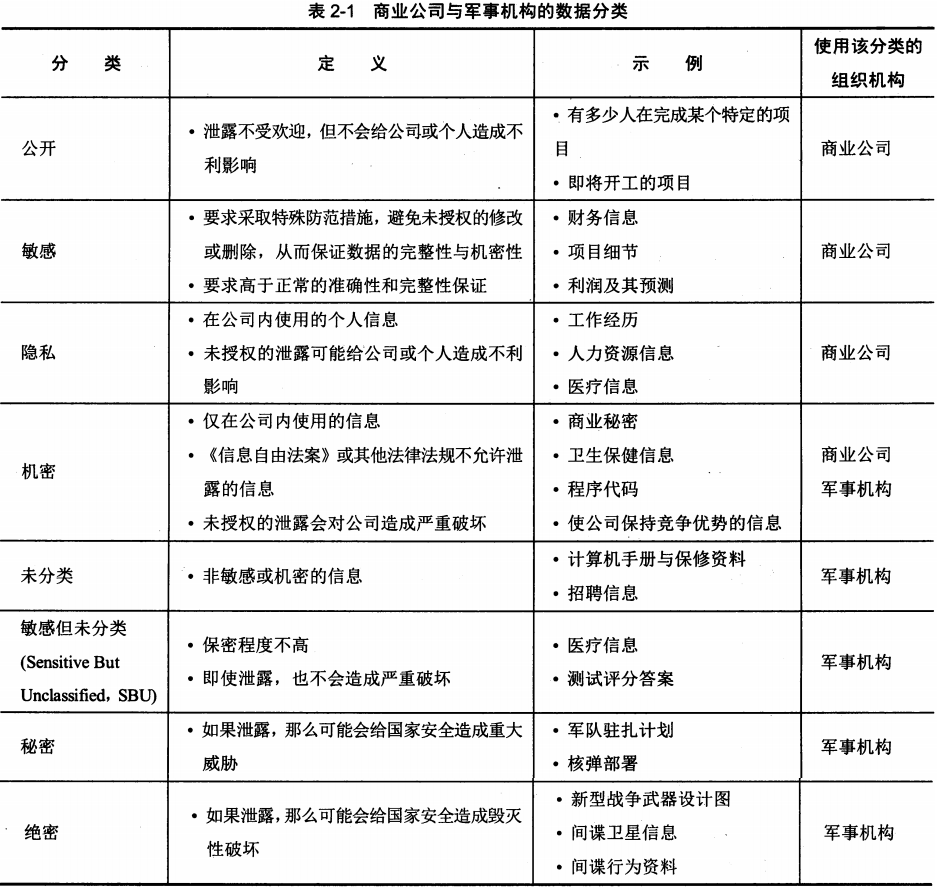 表 2-1 商业公司与军事机构的数据分类
分 类
定 义
示 例
使用该分类的
组织机构
公开
• 泄露不受欢迎，但不会给公司或个人造成不
利影响
• 有多少人在完成某个特定的项
目
• 即将开工的项目
商业公司
敏感
• 要求采取特殊防范措施，避免未授权的修改
或删除，从而保证数据的完整性与机密性
• 要求高于正常的准确性和完整性保证
• 财务信息
• 项目细节
• 利润及其预测
商业公司
隐私
• 在公司内使用的个人信息
• 未授权的泄露可能给公司或个人造成不利
影响
• 工作经历
• 人力资源信息
• 医疗信息
商业公司
机密
• 仅在公司内使用的信息
• 《信息自由法案》或其他法律法规不允许泄
露的信息
• 未授权的泄露会对公司造成严重破坏
• 商业秘密
• 卫生保健信息
• 程序代码
• 使公司保持竞争优势的信息
商业公司
军事机构
未分类
• 非敏感或机密的信息
• 计算机手册与保修资料
• 招聘信息
军事机构
敏感但未分类
(Sensitive But
Unclassified，SBU)
• 保密程度不高
• 即使泄露，也不会造成严重破坏
• 医疗信息
• 测试评分答案
军事机构
秘密
• 如果泄露，那么可能会给国家安全造成重大
威胁
• 军队驻扎计划
• 核弹部署
军事机构
绝密
• 如果泄露，那么可能会给国家安全造成毁灭
性破坏
• 新型战争武器设计图
• 间谍卫星信息
• 间谍行为资料
军事机构